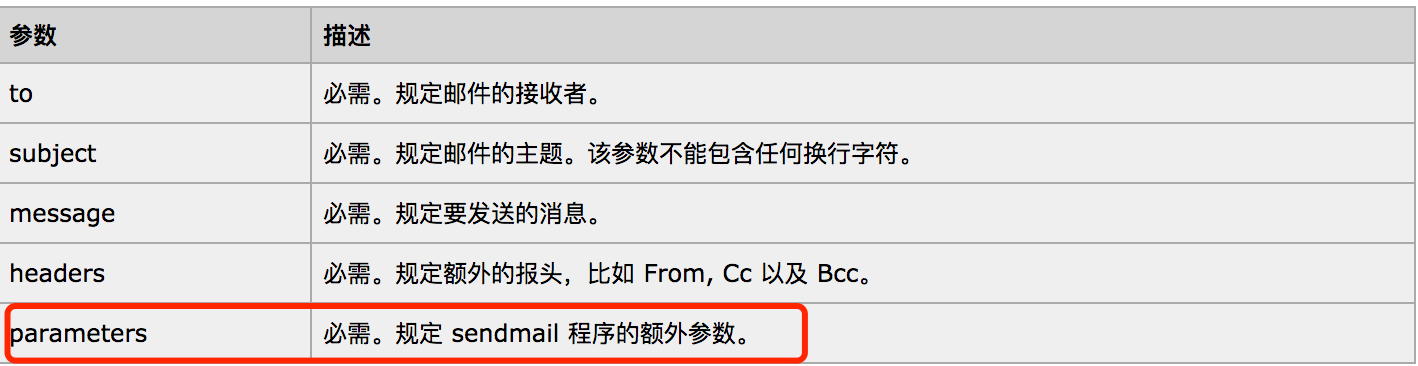 参数 描述
to 必需。规定邮件的接收者。
subject 必需。规定邮件的主题。该参数不能包含任何换行字符。
message 必需。规定要发送的消息。
headers 必需。规定额外的报头，比如 From, Cc 以及 Bcc。
parameters 必需。规定 sendmail 程序的额外参数。